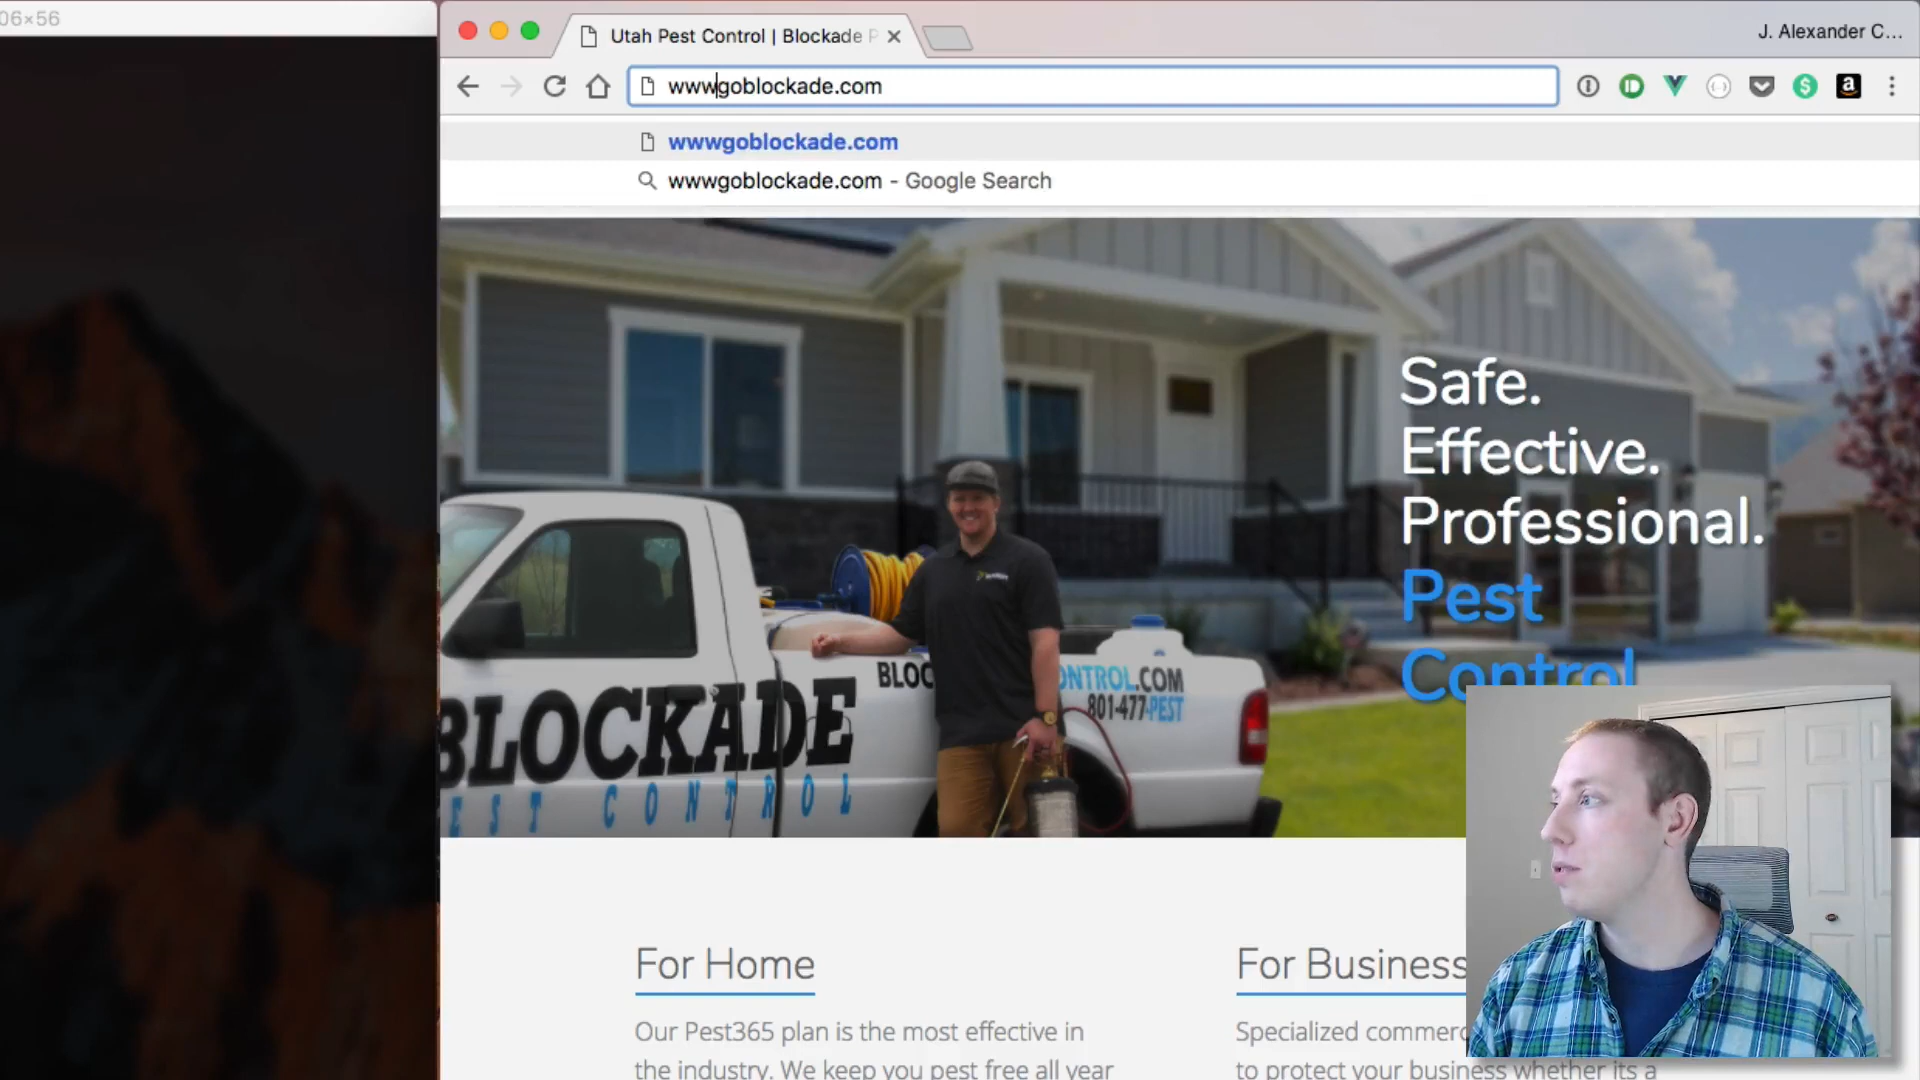 06×56
Utah Pest Control | Blockade P
J. Alexander C...
wwwgoblockade.com
wwwgoblockade.com
wwwgoblockade.com - Google Search
Safe.
Effective.
Professional.
Pest
Control
BLOC
ONTROL.COM
801-477-PEST
BLOCKADE
EST CONTROL
For Home
For Business
Our Pest365 plan is the most effective in
the industry. We keep you pest free all year
Specialized commerc
to protect your business whether its a